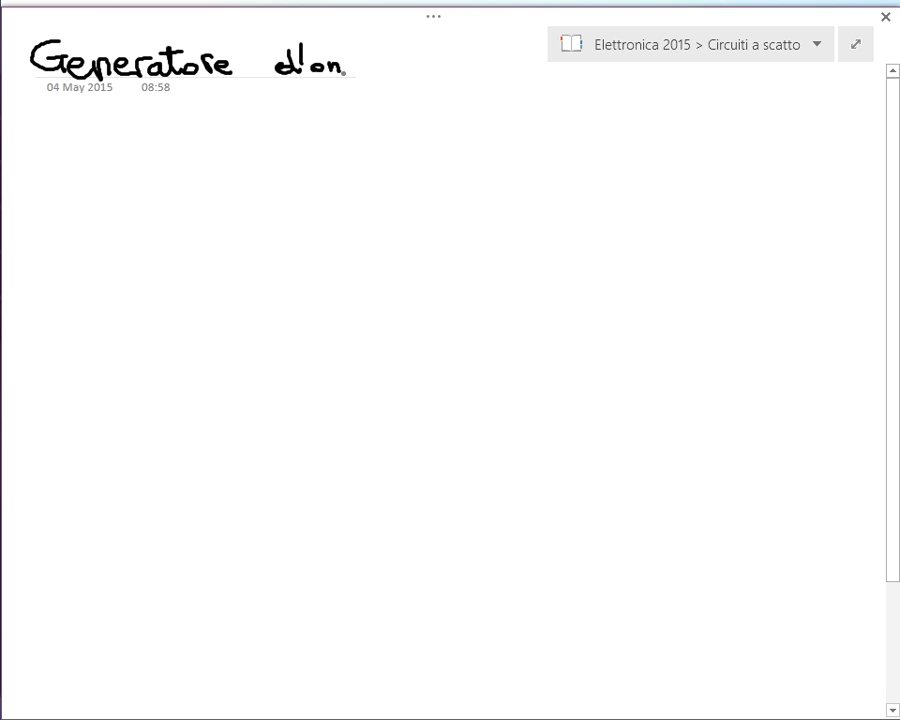 Elettronica 2015 > Circuiti a scatto
Generatore d'on
04 May 2015 08:58